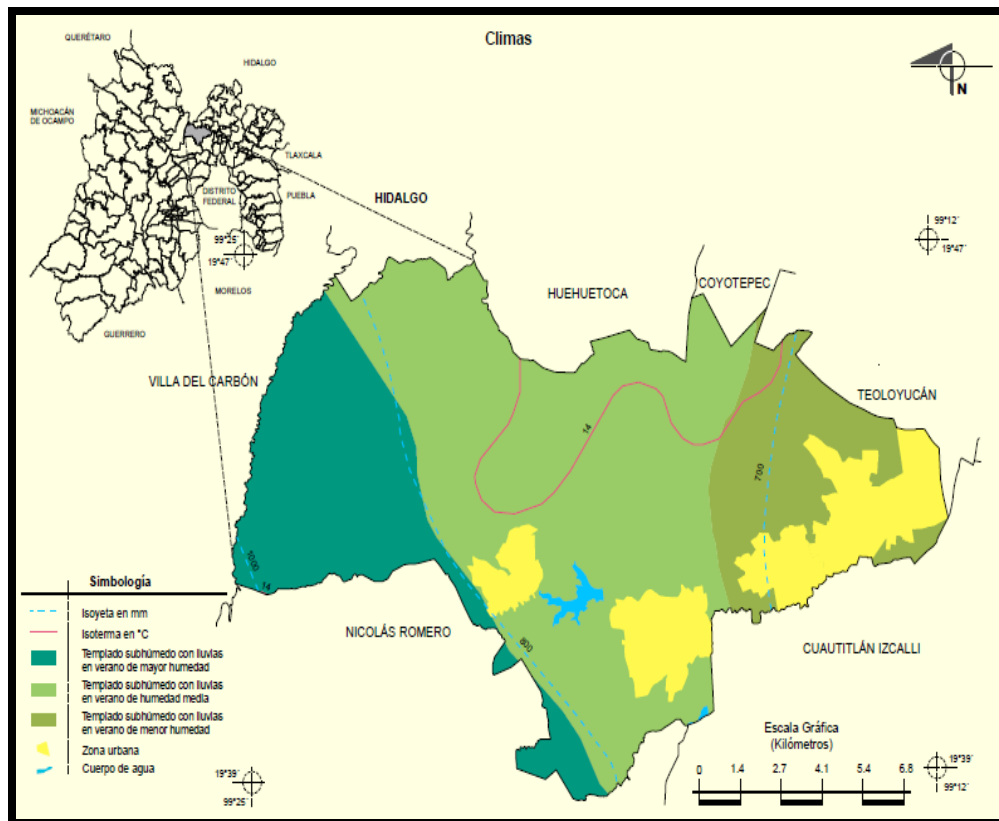 Climas
QUERÉTARO
HIDALGO
MICHOACÁN
DE OCAMPO
TLAXCALA
DISTRITO
FEDERAL
PUEBLA
MORELOS
GUERRERO
N
99°25´
19°47´
99°12´
19°47´
HIDALGO
HUEHUETOCA
COYOTEPEC
VILLA DEL CARBÓN
TEOLOYUCÁN
14
700
1000
14
800
NICOLÁS ROMERO
CUAUTITLÁN IZCALLI
Simbología
Isoyeta en mm
Isoterma en °C
Templado subhúmedo con lluvias
en verano de mayor humedad
Templado subhúmedo con lluvias
en verano de humedad media
Templado subhúmedo con lluvias
en verano de menor humedad
Zona urbana
Cuerpo de agua
19°39´
99°25´
Escala Gráfica
(Kilómetros)
0 1.4 2.7 4.1 5.4 6.8
19°39´
99°12´